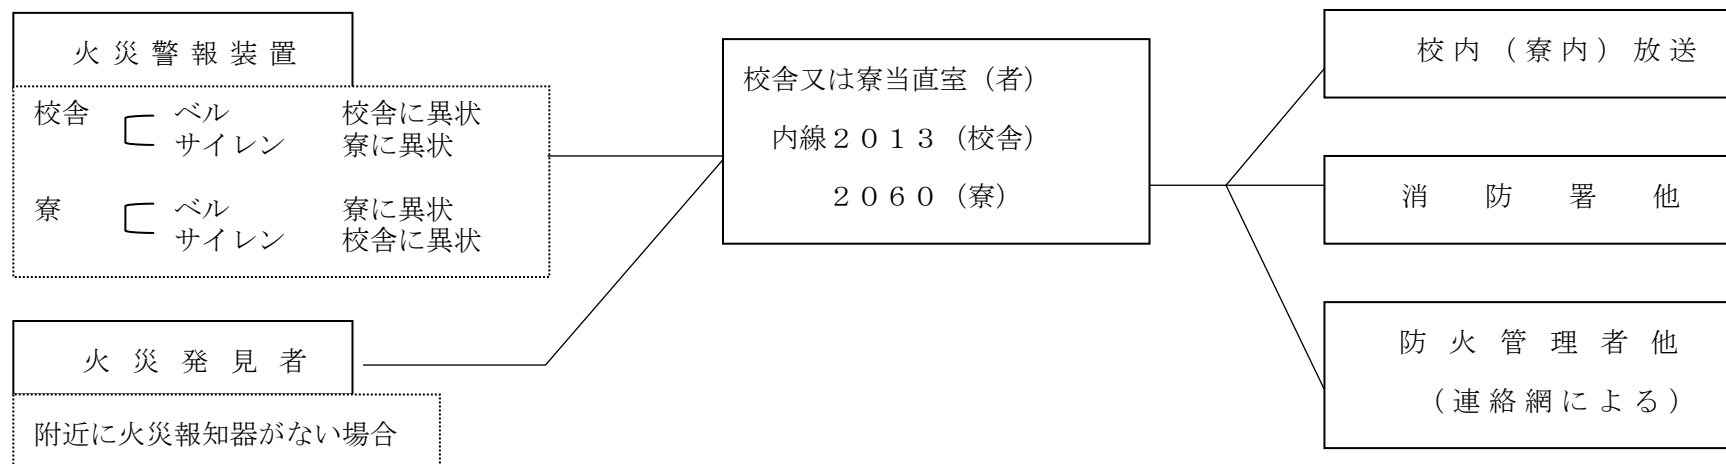 火災警報装置
校舎 ベル 校舎に異状
サイレン 寮に異状
寮 ベル 寮に異状
サイレン 校舎に異状
火災発見者
附近に火災報知器がない場合
校舎又は寮当直室（者）
内線２０１３（校舎）
２０６０（寮）
校内（寮内）放送
消防署他
防火管理者他
（連絡網による）